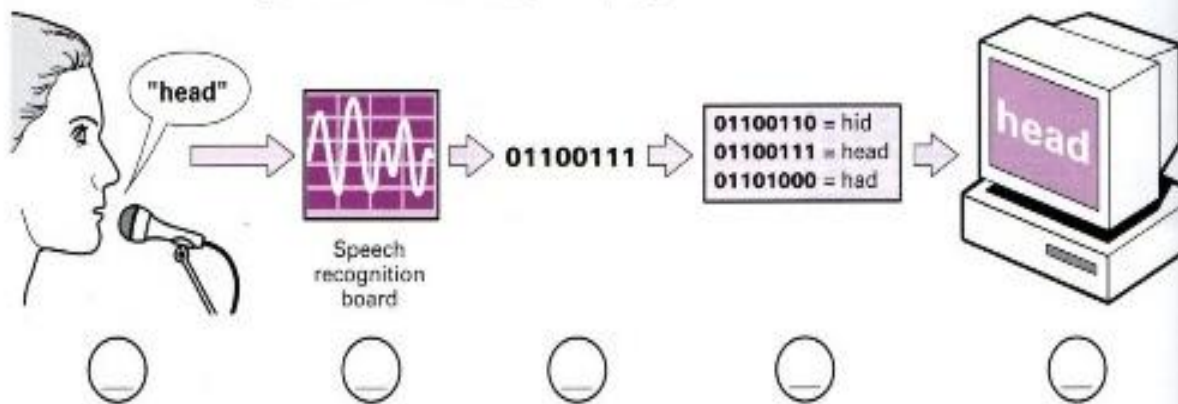 "head"
Speech
recognition
board
01100111
01100110 = hid
01100111 = head
01101000 = had
head